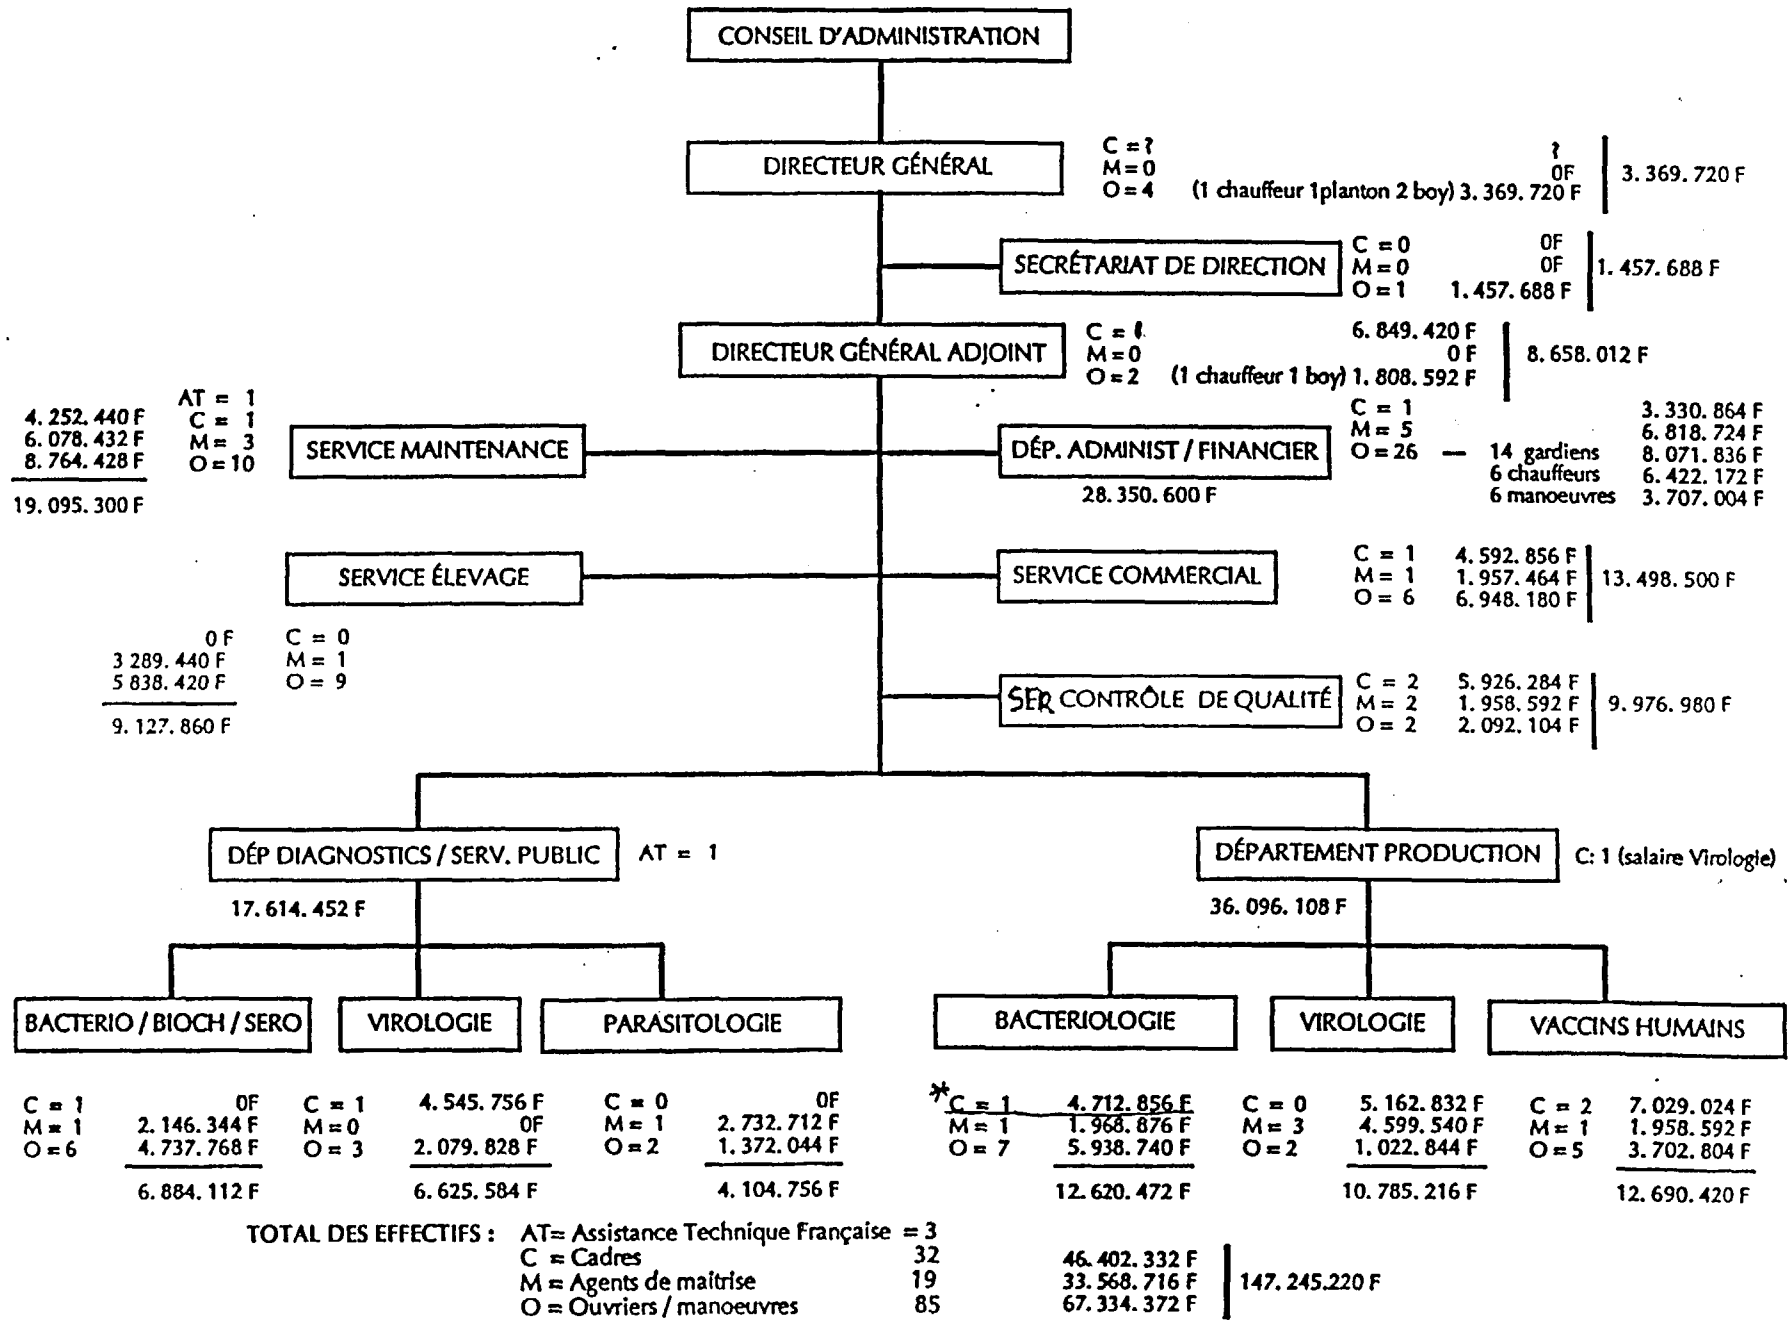 CONSEIL D'ADMINISTRATION
DIRECTEUR GÉNÉRAL
C = ? ?
M = 0 0F
O = 4 (1 chauffeur 1planton 2 boy) 3. 369. 720 F
3. 369. 720 F
SECRÉTARIAT DE DIRECTION
C = 0 0F
M = 0 0F
O = 1 1. 457. 688 F
1. 457. 688 F
DIRECTEUR GÉNÉRAL ADJOINT
C = 1 6. 849. 420 F
M = 0 0 F
O = 2 (1 chauffeur 1 boy) 1. 808. 592 F
8. 658. 012 F
AT = 1
4. 252. 440 F C = 1
6. 078. 432 F M = 3
8. 764. 428 F O = 10
19. 095. 300 F
SERVICE MAINTENANCE
DÉP. ADMINIST / FINANCIER
28. 350. 600 F
C = 1 3. 330. 864 F
M = 5 6. 818. 724 F
O = 26 — 14 gardiens 8. 071. 836 F
6 chauffeurs 6. 422. 172 F
6 manoeuvres 3. 707. 004 F
SERVICE ÉLEVAGE
0 F C = 0
3 289. 440 F M = 1
5 838. 420 F O = 9
9. 127. 860 F
SERVICE COMMERCIAL
C = 1 4. 592. 856 F
M = 1 1. 957. 464 F
O = 6 6. 948. 180 F
13. 498. 500 F
SER CONTRÔLE DE QUALITÉ
C = 2 5. 926. 284 F
M = 2 1. 958. 592 F
O = 2 2. 092. 104 F
9. 976. 980 F
DÉP DIAGNOSTICS / SERV. PUBLIC AT = 1
17. 614. 452 F
DÉPARTEMENT PRODUCTION C: 1 (salaire Virologie)
36. 096. 108 F
BACTERIO / BIOCH / SERO
C = 1 0F
M = 1 2. 146. 344 F
O = 6 4. 737. 768 F
6. 884. 112 F
VIROLOGIE
C = 1 4. 545. 756 F
M = 0 0F
O = 3 2. 079. 828 F
6. 625. 584 F
PARASITOLOGIE
C = 0 0F
M = 1 2. 732. 712 F
O = 2 1. 372. 044 F
4. 104. 756 F
BACTERIOLOGIE
* C = 1 4. 712. 856 F
M = 1 1. 968. 876 F
O = 7 5. 938. 740 F
12. 620. 472 F
VIROLOGIE
C = 0 5. 162. 832 F
M = 3 4. 599. 540 F
O = 2 1. 022. 844 F
10. 785. 216 F
VACCINS HUMAINS
C = 2 7. 029. 024 F
M = 1 1. 958. 592 F
O = 5 3. 702. 804 F
12. 690. 420 F
TOTAL DES EFFECTIFS : AT= Assistance Technique Française = 3
C = Cadres 32 46. 402. 332 F
M = Agents de maitrise 19 33. 568. 716 F
O = Ouvriers / manoeuvres 85 67. 334. 372 F
147. 245.220 F